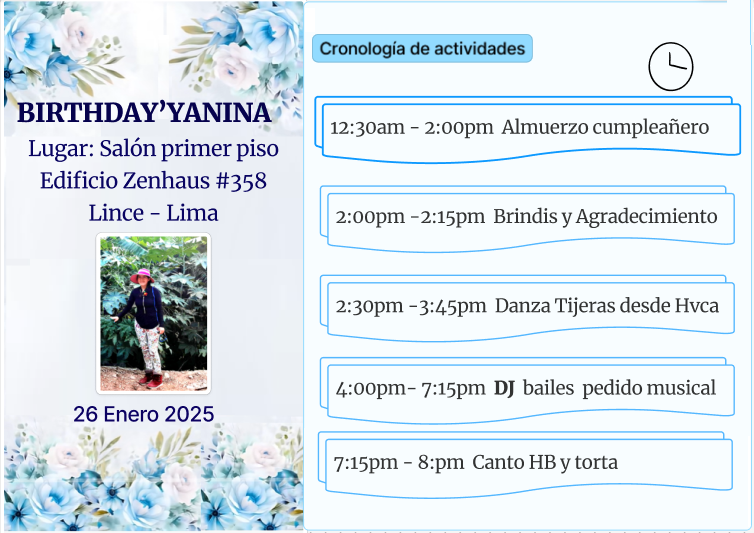 BIRTHDAY’YANINA
Lugar: Salón primer piso
Edificio Zenhaus #358
Lince - Lima
26 Enero 2025
Cronología de actividades
12:30am - 2:00pm Almuerzo cumpleañero
2:00pm -2:15pm Brindis y Agradecimiento
2:30pm -3:45pm Danza Tijeras desde Hvca
4:00pm- 7:15pm DJ bailes pedido musical
7:15pm - 8:pm Canto HB y torta